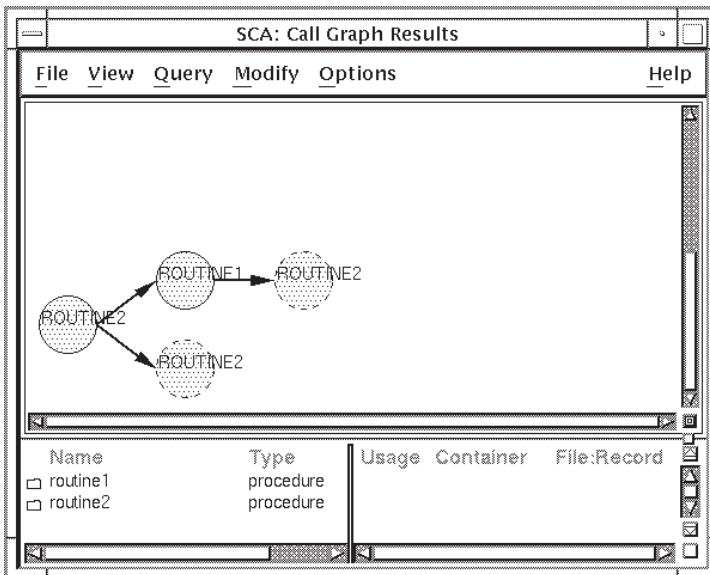 SCA: Call Graph Results
File View Query Modify Options Help
ROUTINE1 ROUTINE2
ROUTINE2
ROUTINE2
Name Type Usage Container File:Record
routine1 procedure
routine2 procedure